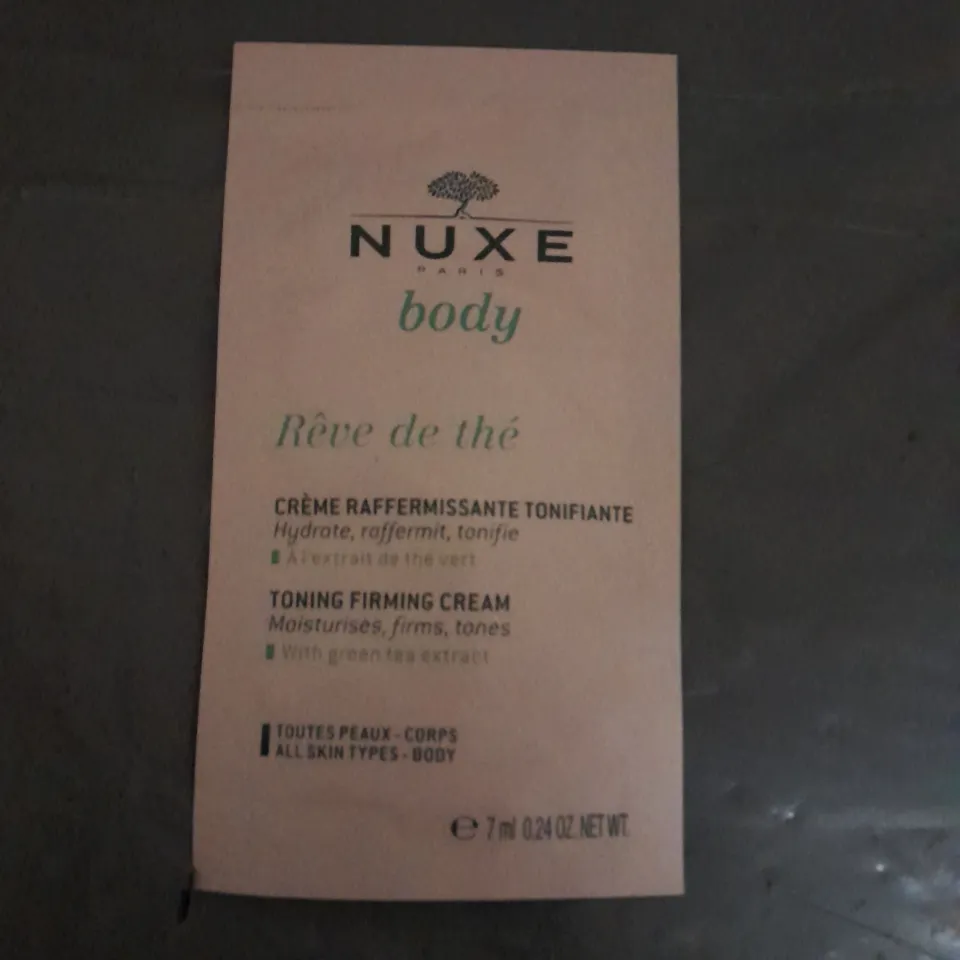 NUXE
PARIS
body
Rêve de thé
CRÈME RAFFERMISSANTE TONIFIANTE
Hydrate, raffermit, tonifie
À l'extrait de thé vert
TONING FIRMING CREAM
Moisturises, firms, tones
With green tea extract
TOUTES PEAUX - CORPS
ALL SKIN TYPES - BODY
℮ 7 ml 0.24 OZ. NET WT.